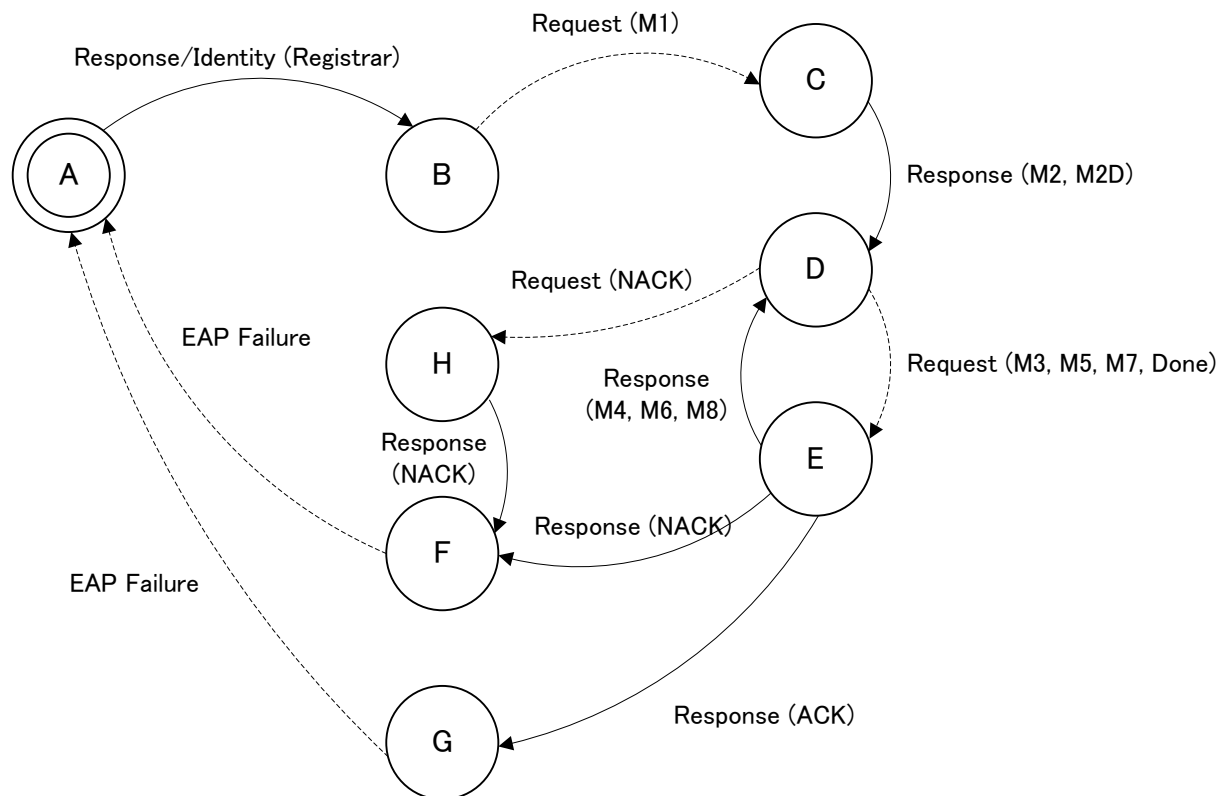 Request (M1)
Response/Identity (Registrar)
C
A
B
Response (M2, M2D)
D
Request (NACK)
EAP Failure
H
Response
(M4, M6, M8)
Request (M3, M5, M7, Done)
Response
(NACK)
E
Response (NACK)
F
EAP Failure
Response (ACK)
G